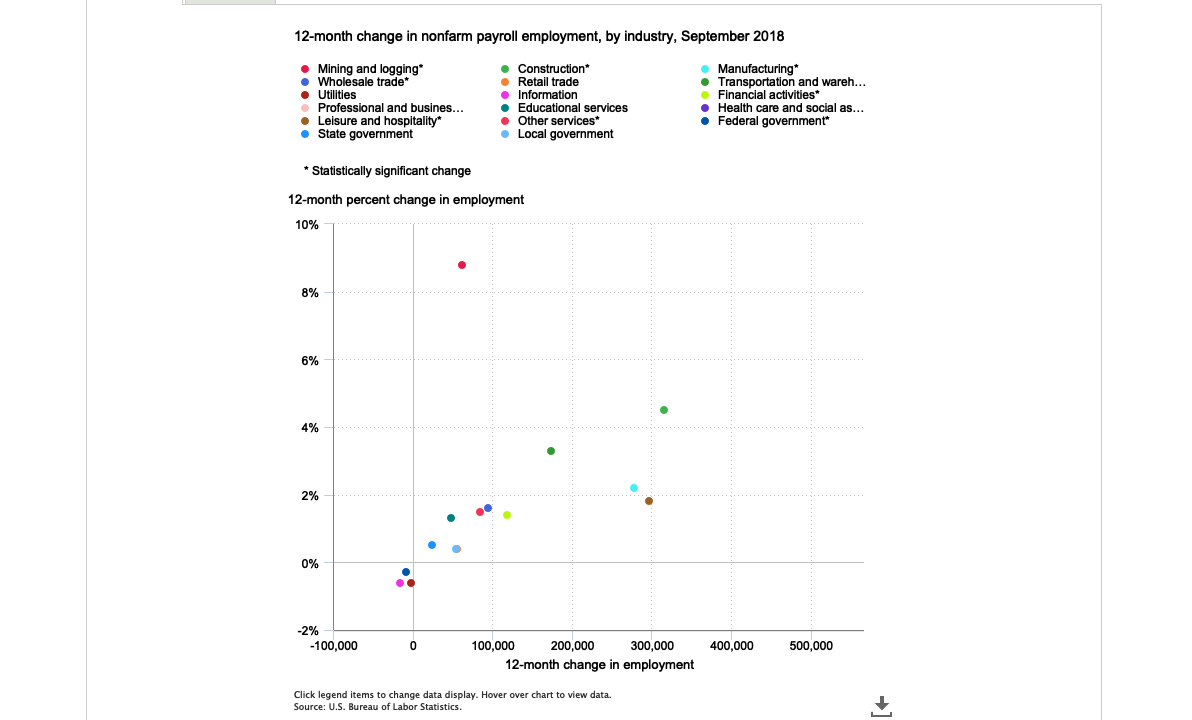 12-month change in nonfarm payroll employment, by industry, September 2018
Mining and logging* Construction* Manufacturing*
Wholesale trade* Retail trade Transportation and wareh...
Utilities Information Financial activities*
Professional and busines... Educational services Health care and social as...
Leisure and hospitality* Other services* Federal government*
State government Local government
* Statistically significant change
12-month percent change in employment
10%
8%
6%
4%
2%
0%
-2%
-100,000 0 100,000 200,000 300,000 400,000 500,000
12-month change in employment
Click legend items to change data display. Hover over chart to view data.
Source: U.S. Bureau of Labor Statistics.